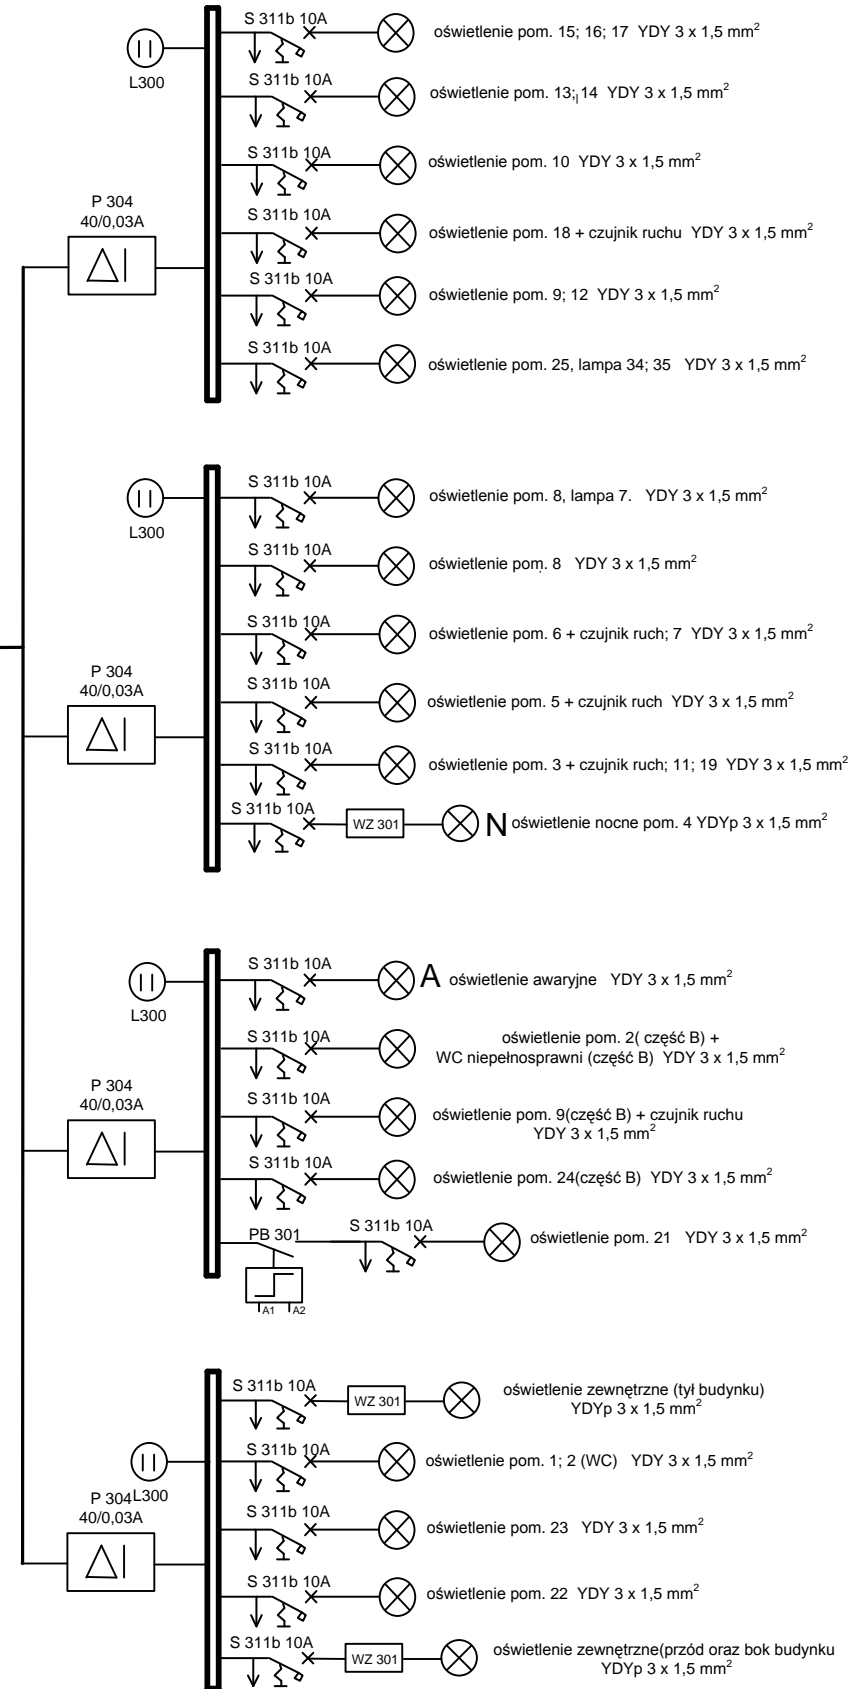 S 311b 10A
oświetlenie pom. 15; 16; 17 YDY 3 x 1,5 mm²
L300
S 311b 10A
oświetlenie pom. 13; 14 YDY 3 x 1,5 mm²
S 311b 10A
oświetlenie pom. 10 YDY 3 x 1,5 mm²
P 304
40/0,03A
S 311b 10A
oświetlenie pom. 18 + czujnik ruchu YDY 3 x 1,5 mm²
S 311b 10A
oświetlenie pom. 9; 12 YDY 3 x 1,5 mm²
S 311b 10A
oświetlenie pom. 25, lampa 34; 35 YDY 3 x 1,5 mm²
S 311b 10A
oświetlenie pom. 8, lampa 7. YDY 3 x 1,5 mm²
L300
S 311b 10A
oświetlenie pom. 8 YDY 3 x 1,5 mm²
S 311b 10A
oświetlenie pom. 6 + czujnik ruch; 7 YDY 3 x 1,5 mm²
P 304
40/0,03A
S 311b 10A
oświetlenie pom. 5 + czujnik ruch YDY 3 x 1,5 mm²
S 311b 10A
oświetlenie pom. 3 + czujnik ruch; 11; 19 YDY 3 x 1,5 mm²
S 311b 10A
WZ 301
N oświetlenie nocne pom. 4 YDYp 3 x 1,5 mm²
S 311b 10A
A oświetlenie awaryjne YDY 3 x 1,5 mm²
L300
S 311b 10A
oświetlenie pom. 2( część B) +
WC niepełnosprawni (część B) YDY 3 x 1,5 mm²
P 304
40/0,03A
S 311b 10A
oświetlenie pom. 9(część B) + czujnik ruchu
YDY 3 x 1,5 mm²
S 311b 10A
oświetlenie pom. 24(część B) YDY 3 x 1,5 mm²
PB 301
S 311b 10A
oświetlenie pom. 21 YDY 3 x 1,5 mm²
A1 A2
S 311b 10A
WZ 301
oświetlenie zewnętrzne (tył budynku)
YDYp 3 x 1,5 mm²
S 311b 10A
oświetlenie pom. 1; 2 (WC) YDY 3 x 1,5 mm²
L300
P 304
40/0,03A
S 311b 10A
oświetlenie pom. 23 YDY 3 x 1,5 mm²
S 311b 10A
oświetlenie pom. 22 YDY 3 x 1,5 mm²
S 311b 10A
WZ 301
oświetlenie zewnętrzne(przód oraz bok budynku
YDYp 3 x 1,5 mm²